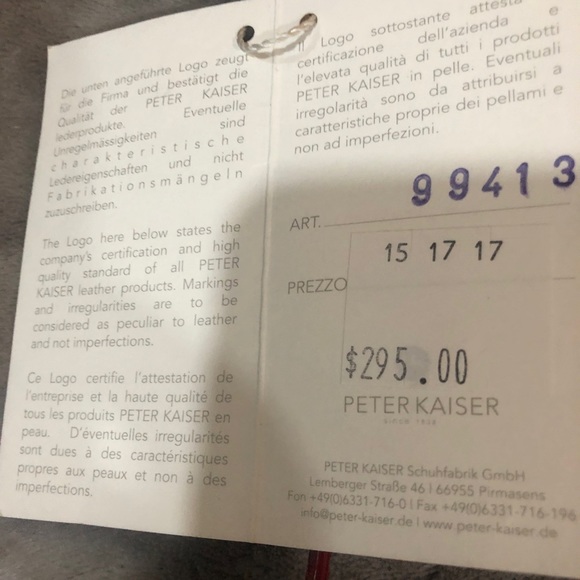 Die unten angeführte Logo zeugt
für die Firma und bestätigt die
Qualität der PETER KAISER
lederprodukte. Eventuelle
Unregelmässigkeiten sind
charakteristische
Ledereigenschaften und nicht
Fabrikationsmängeln
zuzuschreiben.
The Logo here below states the
company's certification and high
quality standard of all PETER
KAISER leather products. Markings
and irregularities are to be
considered as peculiar to leather
and not imperfections.
Ce Logo certifie l'attestation de
l'entreprise et la haute qualité de
tous les produits PETER KAISER en
peau. D'éventuelles irregularités
sont dues à des caractéristiques
propres aux peaux et non à des
imperfections.
Il Logo sottostante attesta
certificazione dell'azienda e
l'elevata qualità di tutti i prodotti
PETER KAISER in pelle. Eventuali
irregolarità sono da attribuirsi a
caratteristiche proprie dei pellami e
non ad imperfezioni.
99413
ART.
15 17 17
PREZZO
$295.00
PETER KAISER
SINCE 1838
PETER KAISER Schuhfabrik GmbH
Lemberger Straße 46 | 66955 Pirmasens
Fon +49(0)6331-716-0 | Fax +49(0)6331-716-196
info@peter-kaiser.de | www.peter-kaiser.de